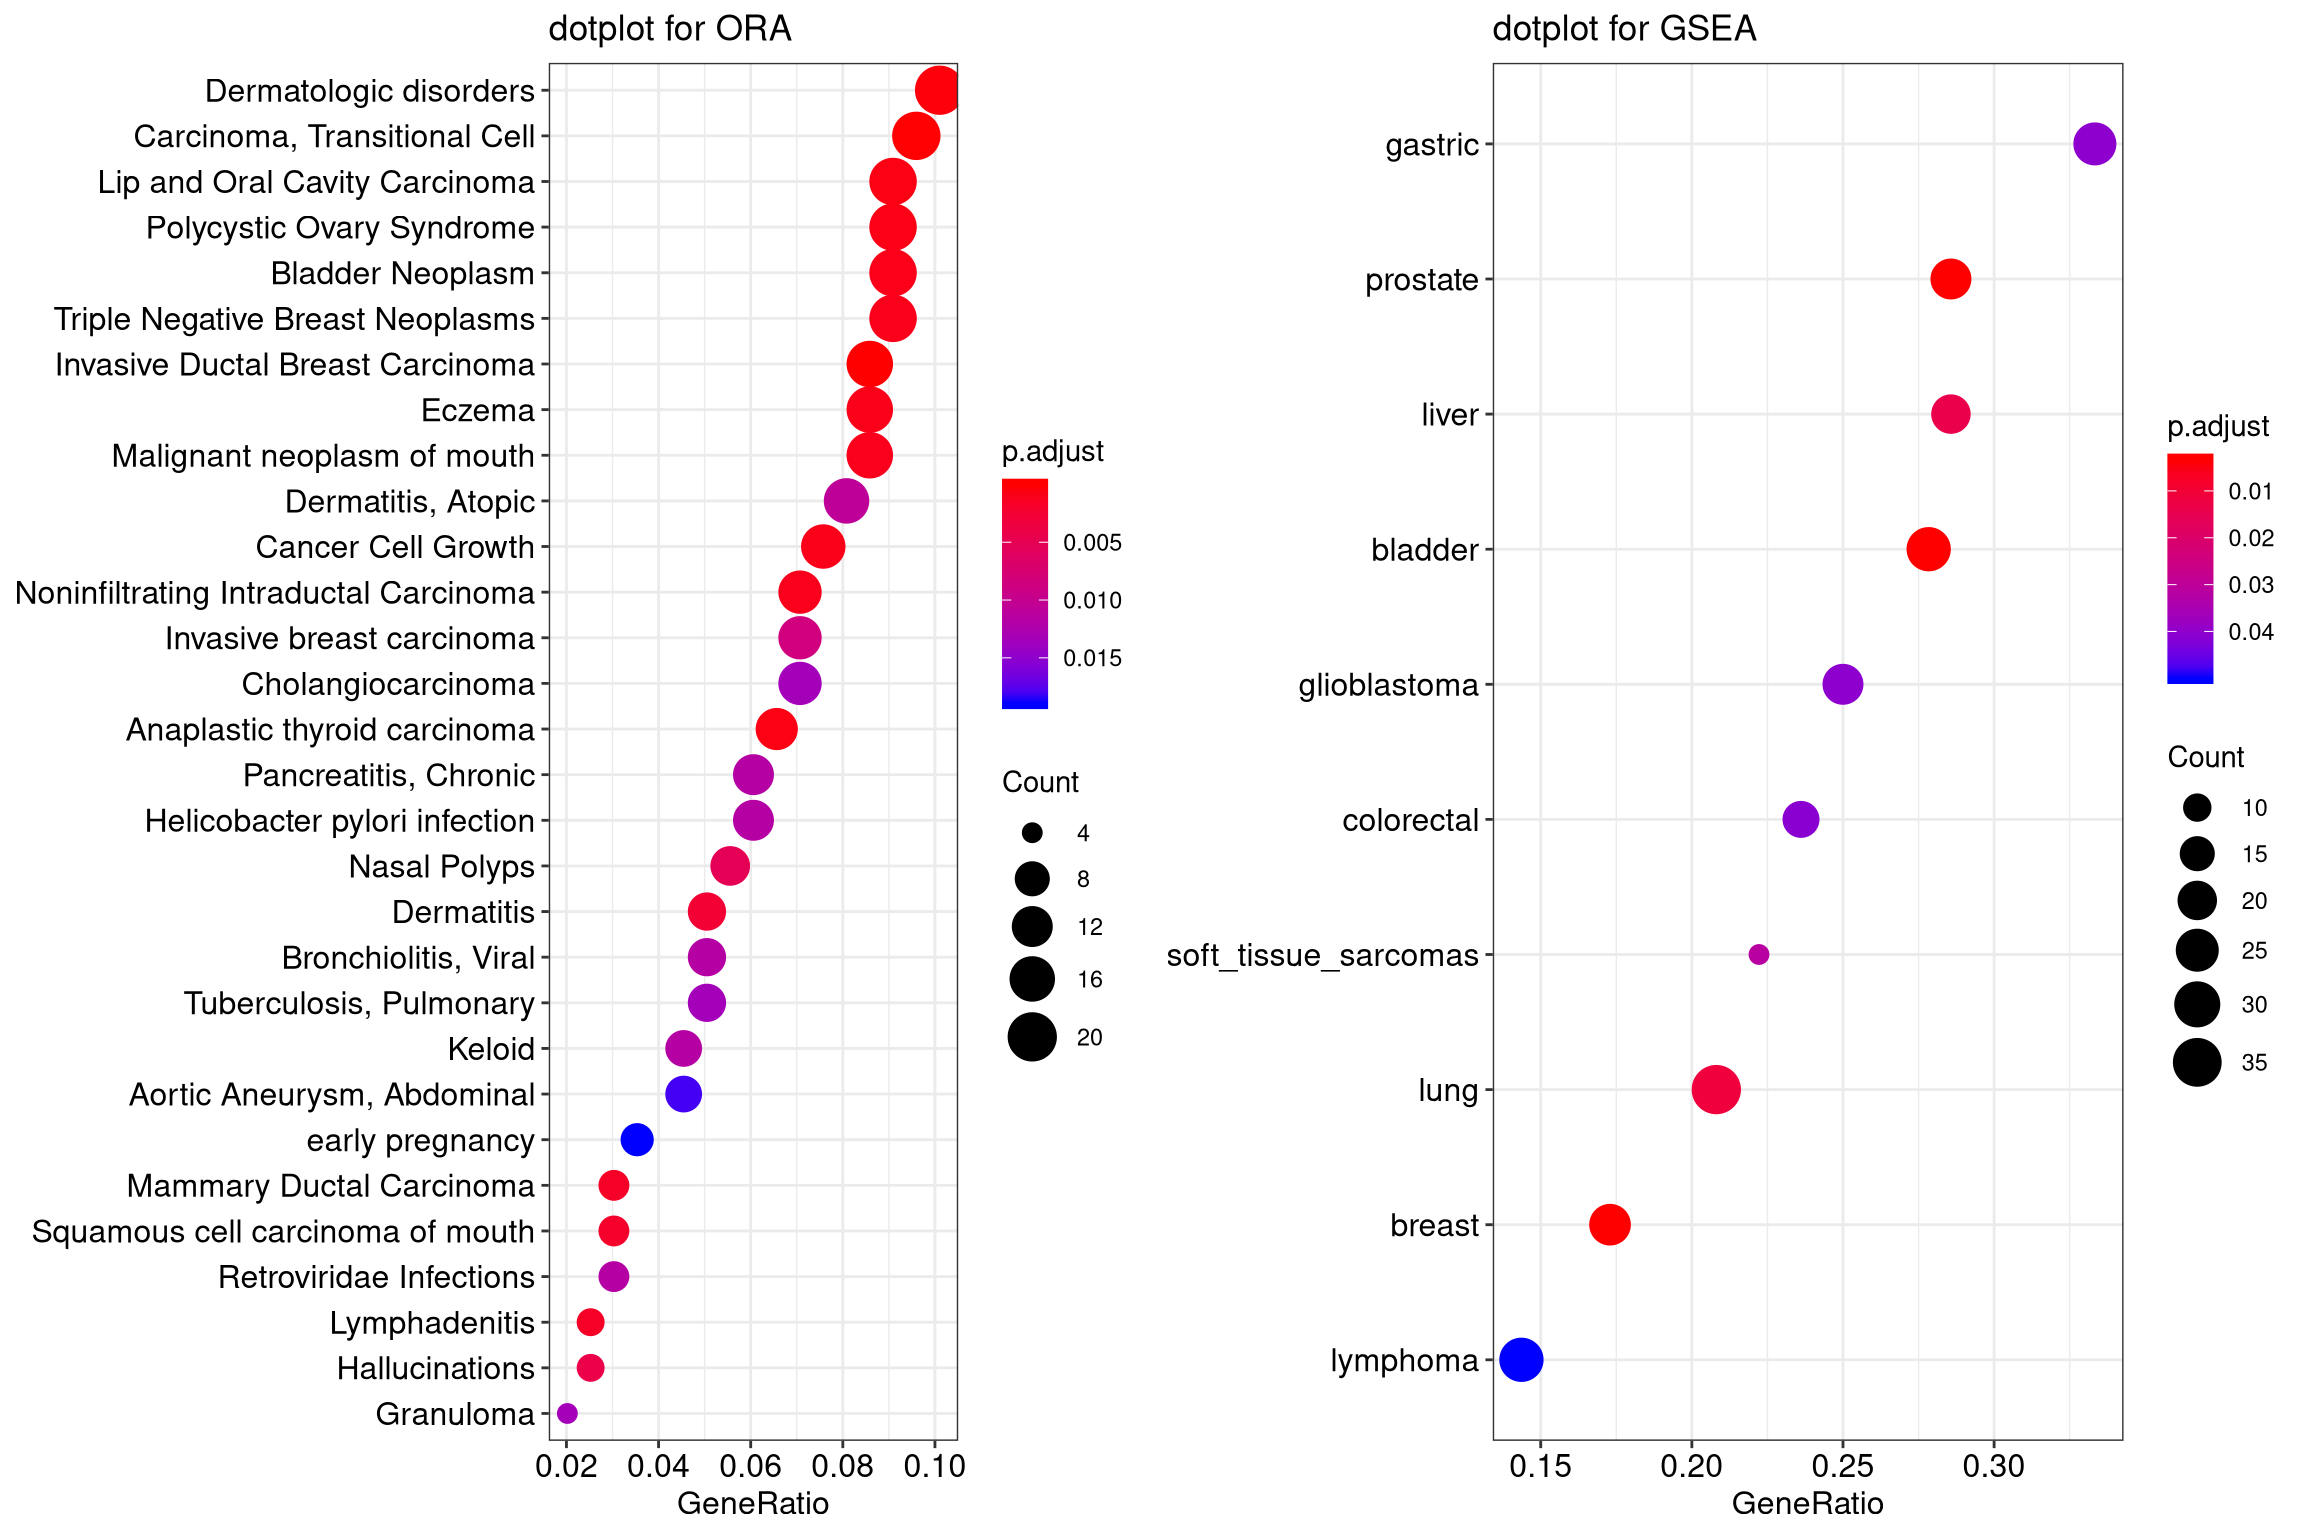 dotplot for ORA
Dermatologic disorders
Carcinoma, Transitional Cell
Lip and Oral Cavity Carcinoma
Polycystic Ovary Syndrome
Bladder Neoplasm
Triple Negative Breast Neoplasms
Invasive Ductal Breast Carcinoma
Eczema
Malignant neoplasm of mouth
Dermatitis, Atopic
Cancer Cell Growth
Noninfiltrating Intraductal Carcinoma
Invasive breast carcinoma
Cholangiocarcinoma
Anaplastic thyroid carcinoma
Pancreatitis, Chronic
Helicobacter pylori infection
Nasal Polyps
Dermatitis
Bronchiolitis, Viral
Tuberculosis, Pulmonary
Keloid
Aortic Aneurysm, Abdominal
early pregnancy
Mammary Ductal Carcinoma
Squamous cell carcinoma of mouth
Retroviridae Infections
Lymphadenitis
Hallucinations
Granuloma
0.02 0.04 0.06 0.08 0.10
GeneRatio
p.adjust
0.005
0.010
0.015
Count
4
8
12
16
20
dotplot for GSEA
gastric
prostate
liver
bladder
glioblastoma
colorectal
soft_tissue_sarcomas
lung
breast
lymphoma
0.15 0.20 0.25 0.30
GeneRatio
p.adjust
0.01
0.02
0.03
0.04
Count
10
15
20
25
30
35